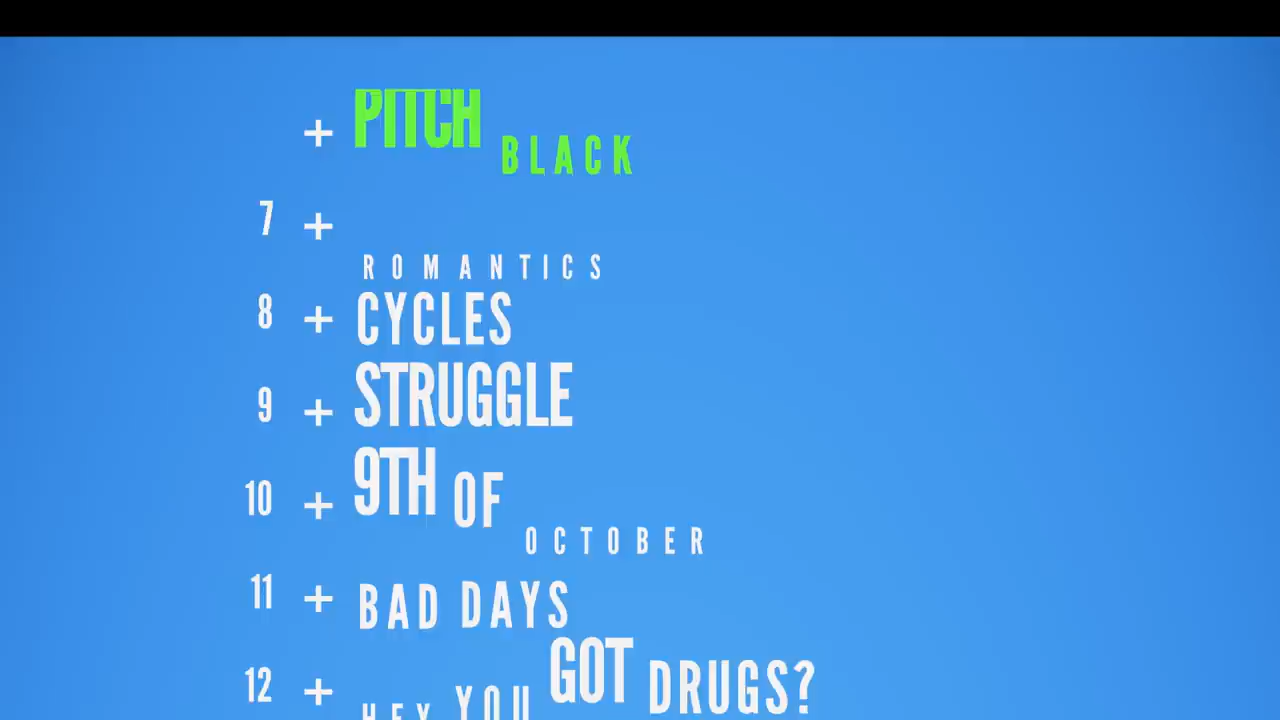 + PITCH BLACK
7 + ROMANTICS
8 + CYCLES
9 + STRUGGLE
10 + 9TH OF OCTOBER
11 + BAD DAYS
12 + HEY YOU GOT DRUGS?